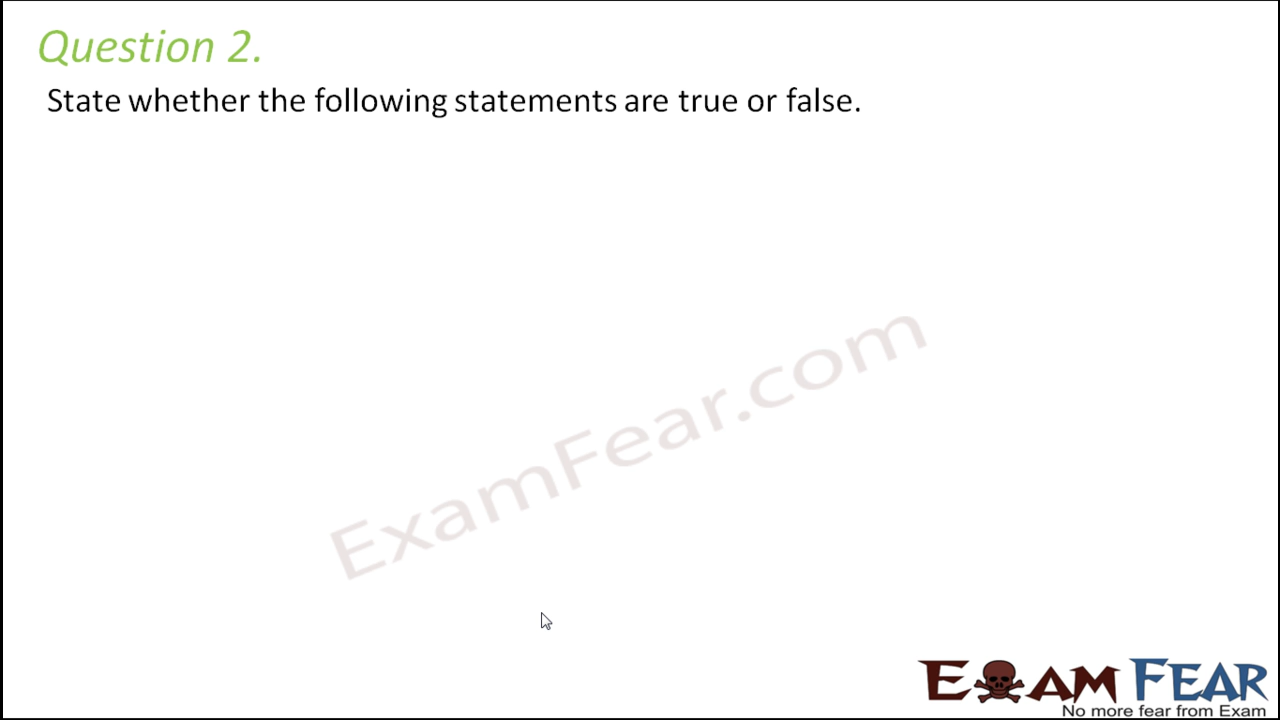 Question 2.
State whether the following statements are true or false.
ExamFear.com
EXAM FEAR
No more fear from Exam